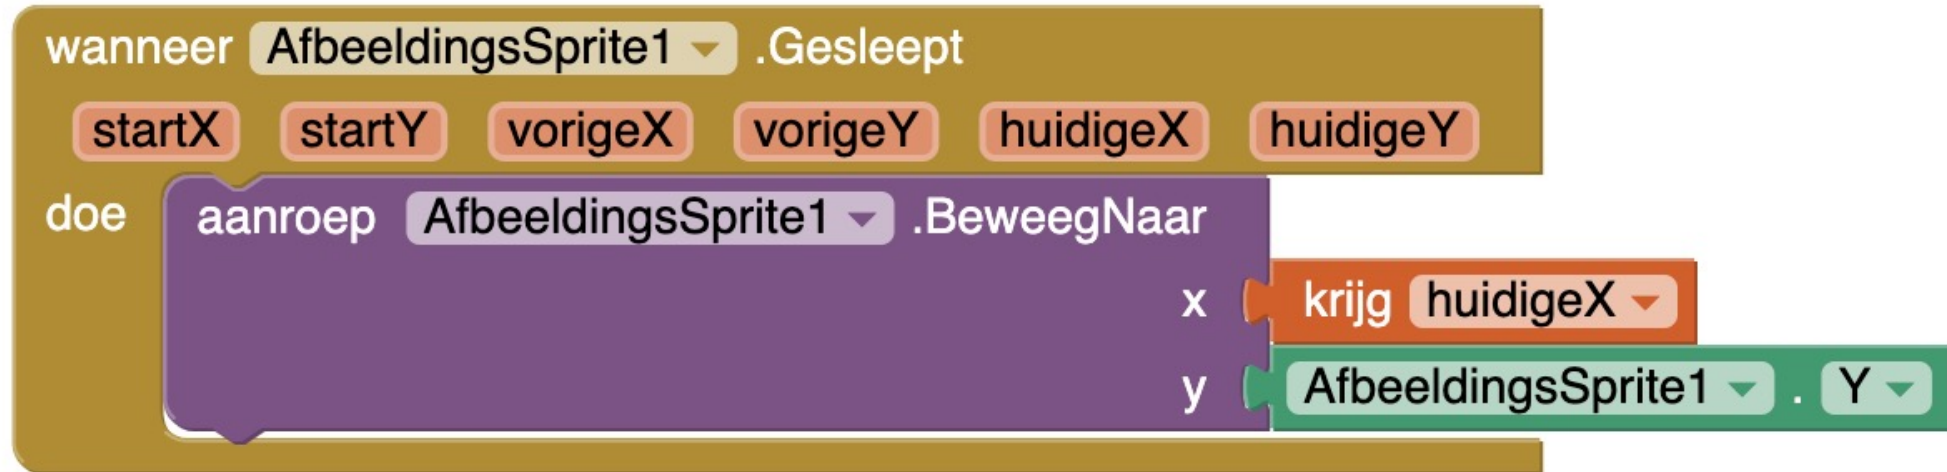 wanneer AfbeeldingsSprite1 .Gesleept
startX startY vorigeX vorigeY huidigeX huidigeY
doe aanroep AfbeeldingsSprite1 .BeweegNaar
x krijg huidigeX
y AfbeeldingsSprite1 . Y